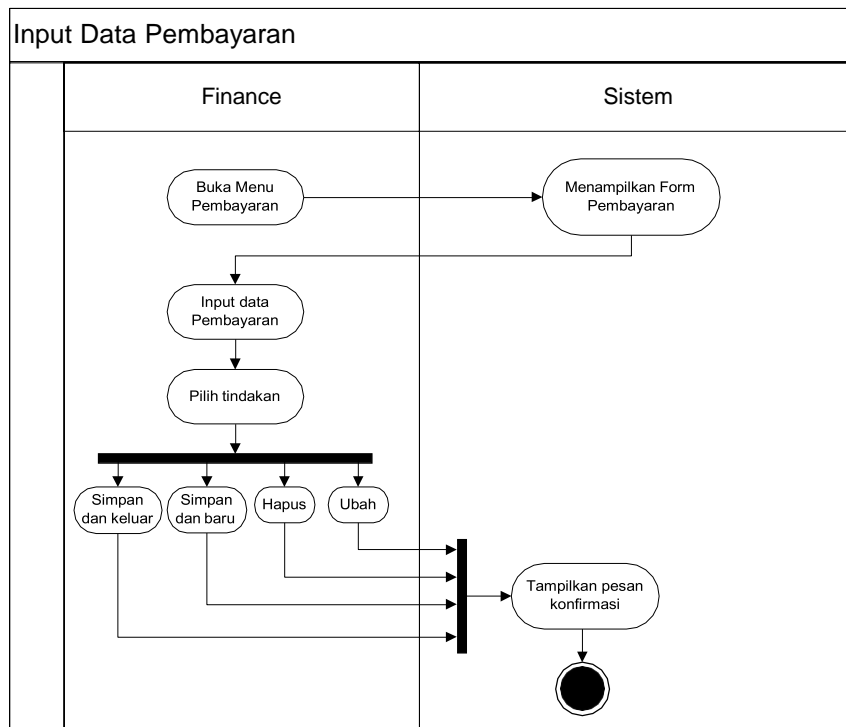 Input Data Pembayaran
Finance
Sistem
Buka Menu
Pembayaran
Menampilkan Form
Pembayaran
Input data
Pembayaran
Pilih tindakan
Simpan
dan keluar
Simpan
dan baru
Hapus
Ubah
Tampilkan pesan
konfirmasi